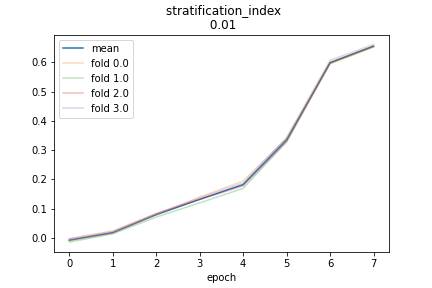 stratification_index
0.01
mean
fold 0.0
fold 1.0
fold 2.0
fold 3.0
0.6
0.5
0.4
0.3
0.2
0.1
0.0
0 1 2 3 4 5 6 7
epoch